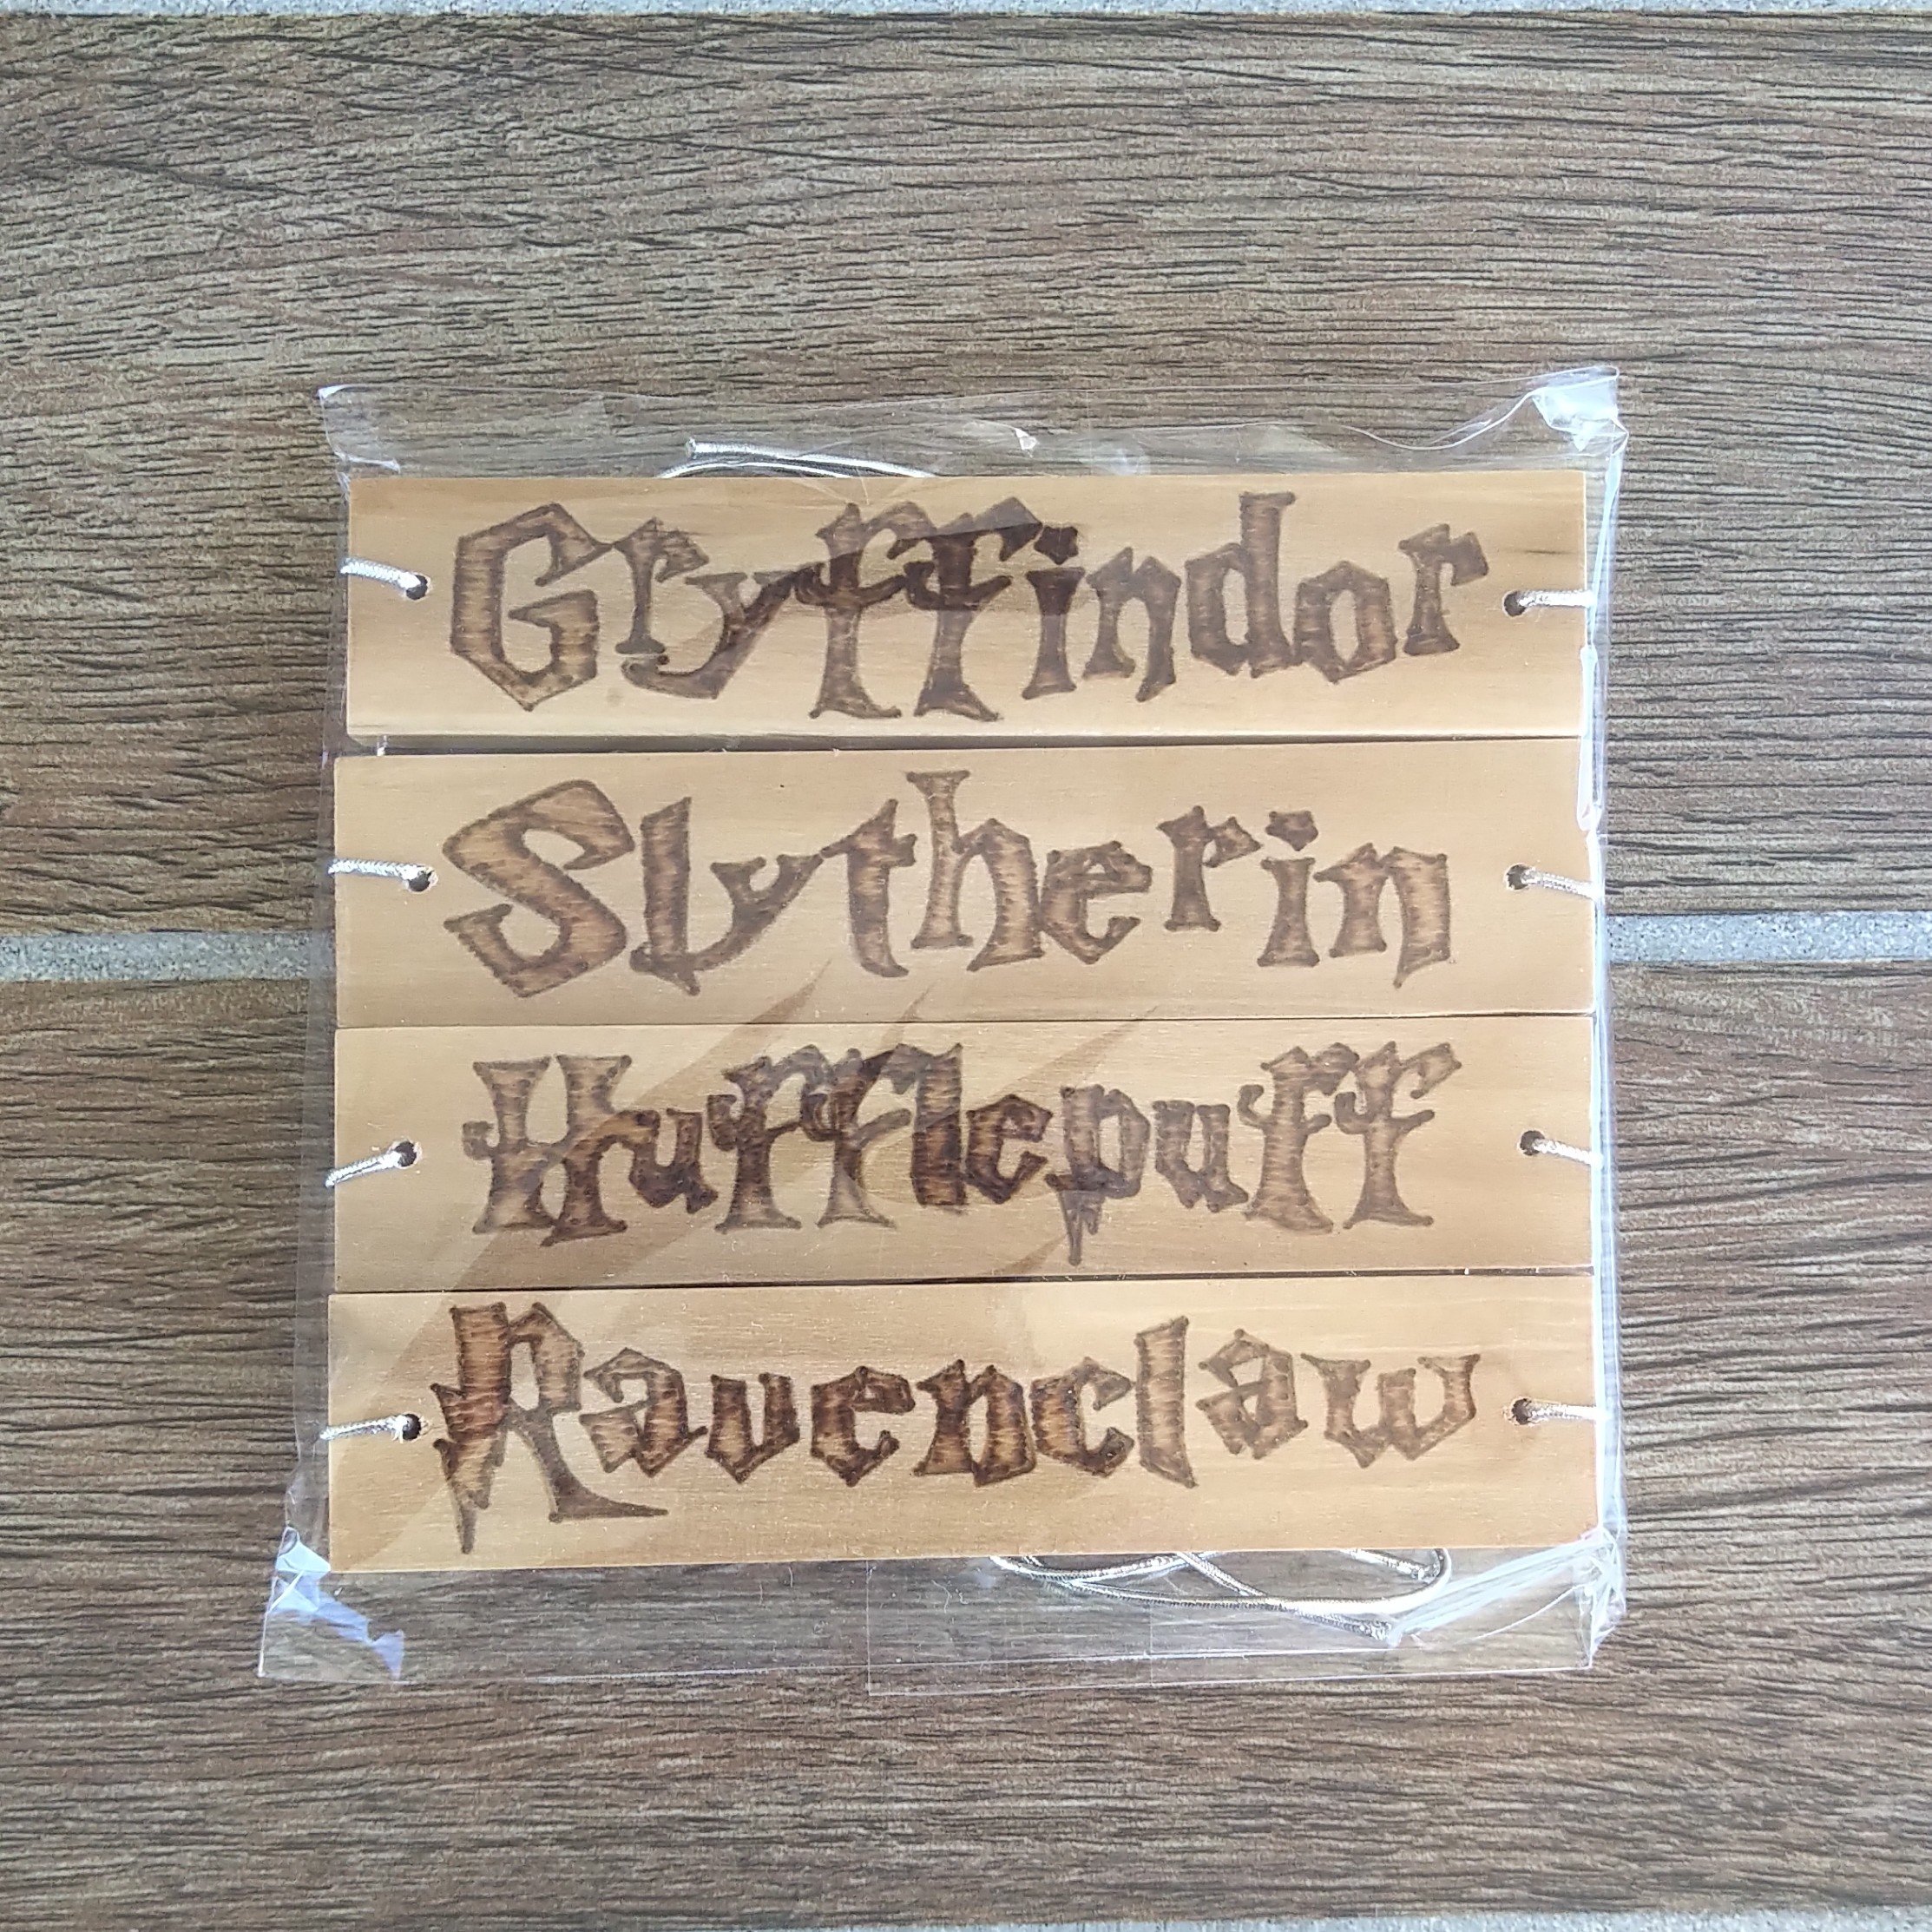 Gryffindor
Slytherin
Hufflepuff
Ravenclaw